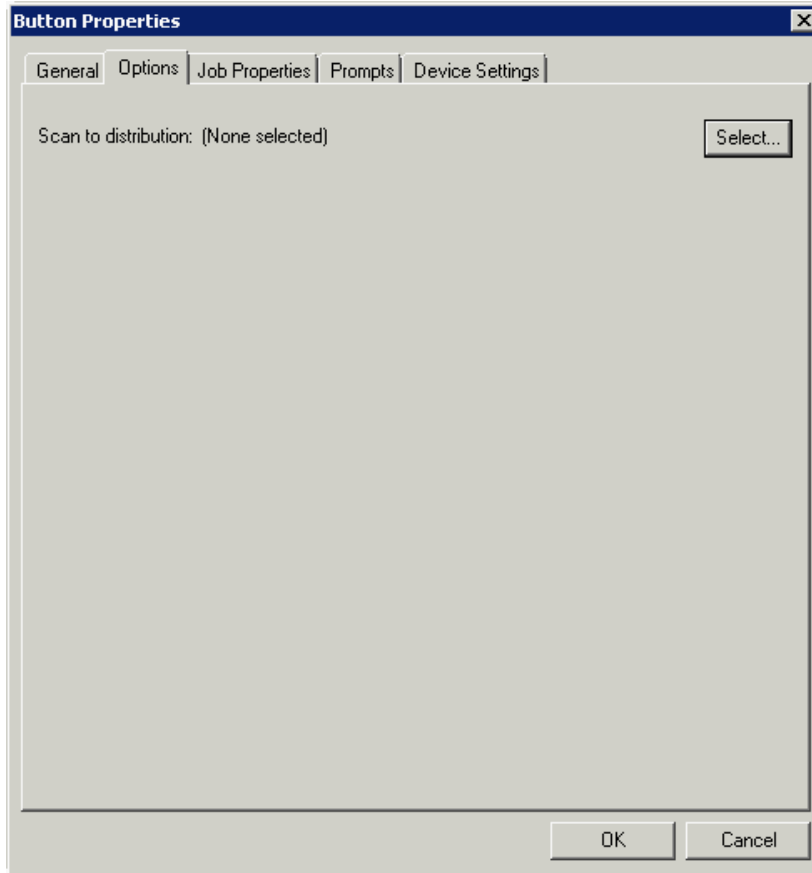 Button Properties
General Options Job Properties Prompts Device Settings
Scan to distribution: (None selected) Select...
OK Cancel